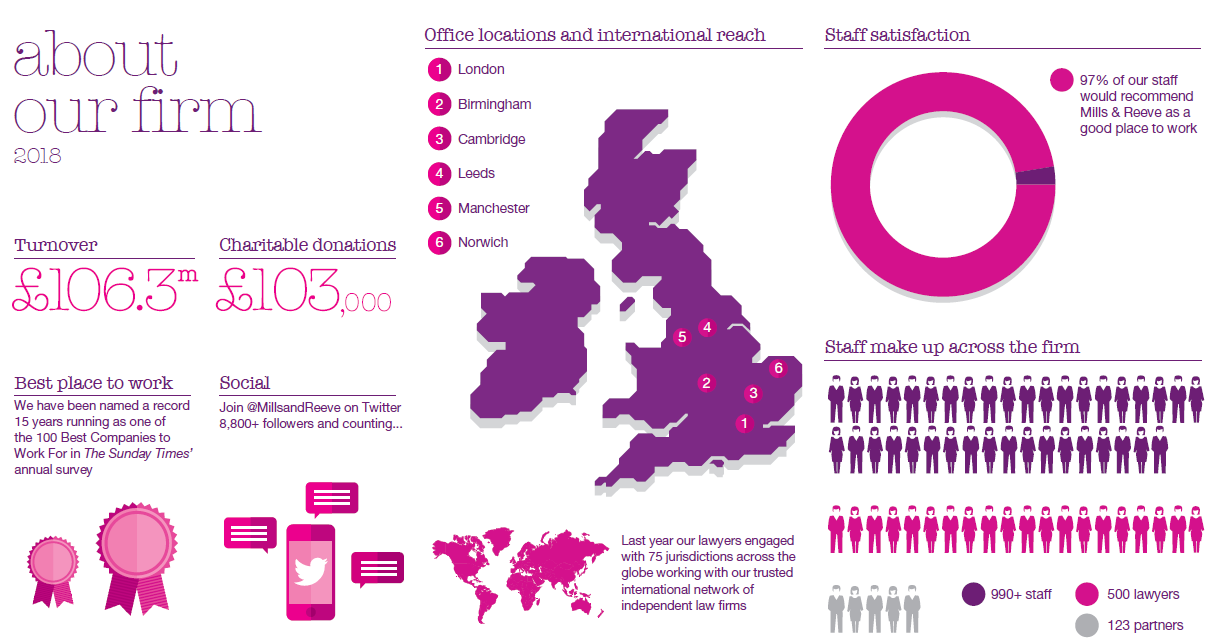 about
our firm
2018
Turnover
£106.3m
Charitable donations
£103,000
Best place to work
We have been named a record
15 years running as one of
the 100 Best Companies to
Work For in The Sunday Times'
annual survey
Social
Join @MillsandReeve on Twitter
8,800+ followers and counting...
Office locations and international reach
1 London
2 Birmingham
3 Cambridge
4 Leeds
5 Manchester
6 Norwich
4
5
6
2
3
1
Last year our lawyers engaged
with 75 jurisdictions across the
globe working with our trusted
international network of
independent law firms
Staff satisfaction
97% of our staff
would recommend
Mills & Reeve as a
good place to work
Staff make up across the firm
990+ staff
500 lawyers
123 partners